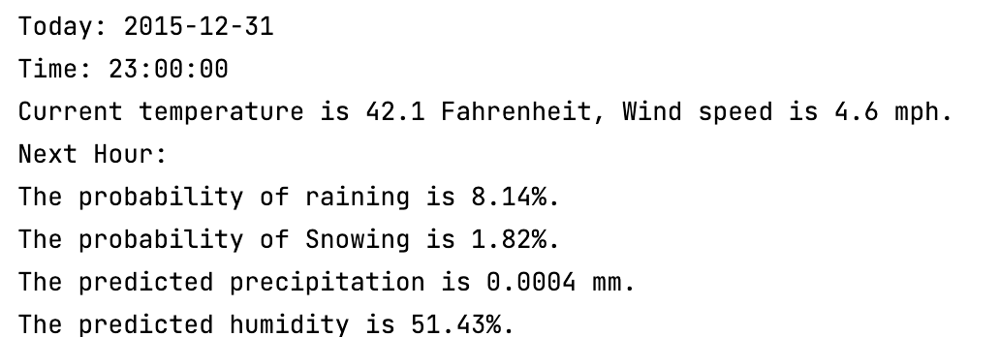 Today: 2015-12-31
Time: 23:00:00
Current temperature is 42.1 Fahrenheit, Wind speed is 4.6 mph.
Next Hour:
The probability of raining is 8.14%.
The probability of Snowing is 1.82%.
The predicted precipitation is 0.0004 mm.
The predicted humidity is 51.43%.